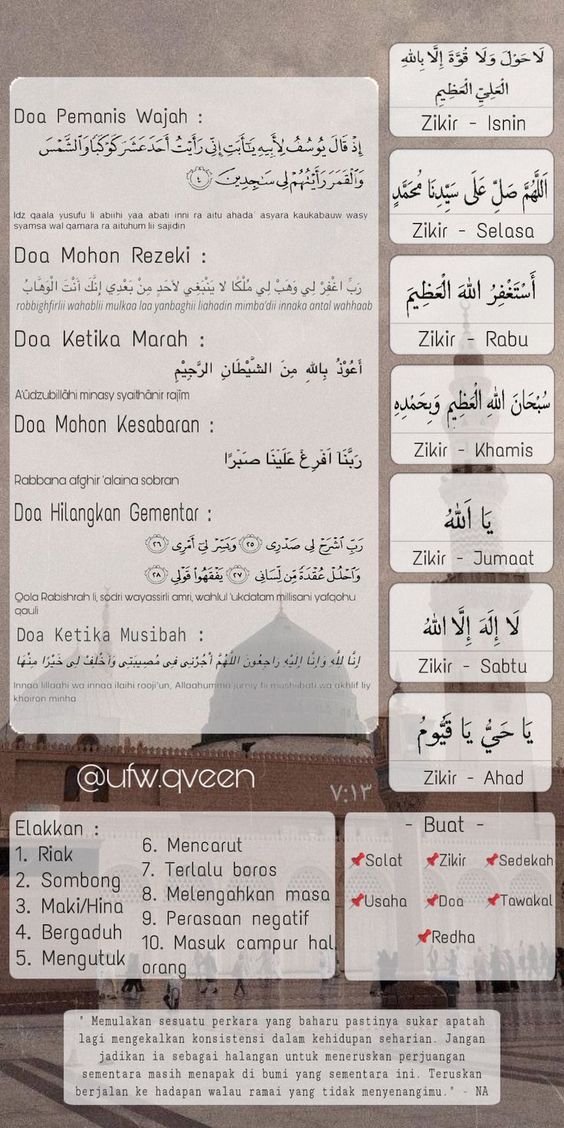 Doa Pemanis Wajah :
إِذْ قَالَ يُوسُفُ لِأَبِيهِ يَٰٓأَبَتِ إِنِّى رَأَيْتُ أَحَدَ عَشَرَ كَوْكَبًا وَٱلشَّمْسَ
وَٱلْقَمَرَ رَأَيْتُهُمْ لِى سَٰجِدِينَ ٤
Idz qaala yusufu li abiihi yaa abati inni ra aitu ahada' asyara kaukabauw wasy
syamsa wal qamara ra aituhum lii sajidin
Doa Mohon Rezeki :
رَبِّ اغْفِرْ لِي وَهَبْ لِي مُلْكًا لَا يَنْبَغِي لِأَحَدٍ مِنْ بَعْدِي إِنَّكَ أَنْتَ الْوَهَّابُ
robbighfirlii wahablii mulkaa laa yanbaghii liahadin mimba'dii innaka antal wahhaab
Doa Ketika Marah :
أَعُوْذُ بِاللهِ مِنَ الشَّيْطَانِ الرَّجِيْمِ
A'ūdzubillâhi minasy syaithânir rajîm
Doa Mohon Kesabaran :
رَبَّنَا اَفْرِغْ عَلَيْنَا صَبْرًا
Rabbana afghir 'alaina sobran
Doa Hilangkan Gementar :
رَبِّ ٱشْرَحْ لِى صَدْرِى ٢٥ وَيَسِّرْ لِىٓ أَمْرِى ٢٦
وَٱحْلُلْ عُقْدَةً مِّن لِّسَانِى ٢٧ يَفْقَهُوا۟ قَوْلِى ٢٨
Qola Rabishrah li, sodri wayassirli amri, wahlul 'ukdatam millisani yafqohu
qauli
Doa Ketika Musibah :
إِنَّا لِلَّهِ وَإِنَّا إِلَيْهِ رَاجِعُونَ اللَّهُمَّ أْجُرْنِى فِى مُصِيبَتِى وَأَخْلِفْ لِى خَيْرًا مِنْهَا
Innaa lillaahi wa innaa ilaihi rooji'un, Allaahumma jurniy fii mushiibati wa akhlif liy
khoiron minha
لَا حَوْلَ وَلَا قُوَّةَ إِلَّا بِاللهِ
الْعَلِيِّ الْعَظِيمِ
Zikir - Isnin
اَللَّهُمَّ صَلِّ عَلَى سَيِّدِنَا مُحَمَّدٍ
Zikir - Selasa
أَسْتَغْفِرُ اللهَ الْعَظِيمَ
Zikir - Rabu
سُبْحَانَ اللهِ الْعَظِيمِ وَبِحَمْدِهِ
Zikir - Khamis
يَا اَللهُ
Zikir - Jumaat
لَا إِلَهَ إِلَّا اللهُ
Zikir - Sabtu
يَا حَيُّ يَا قَيُّومُ
Zikir - Ahad
@ufw.qveen
٧:١٣
Elakkan :
1. Riak
2. Sombong
3. Maki/Hina
4. Bergaduh
5. Mengutuk
6. Mencarut
7. Terlalu boros
8. Melengahkan masa
9. Perasaan negatif
10. Masuk campur hal
orang
- Buat -
📌Solat 📌Zikir 📌Sedekah
📌Usaha 📌Doa 📌Tawakal
📌Redha
" Memulakan sesuatu perkara yang baharu pastinya sukar apatah
lagi mengekalkan konsistensi dalam kehidupan seharian. Jangan
jadikan ia sebagai halangan untuk meneruskan perjuangan
sementara masih menapak di bumi yang sementara ini. Teruskan
berjalan ke hadapan walau ramai yang tidak menyenangimu." - NA